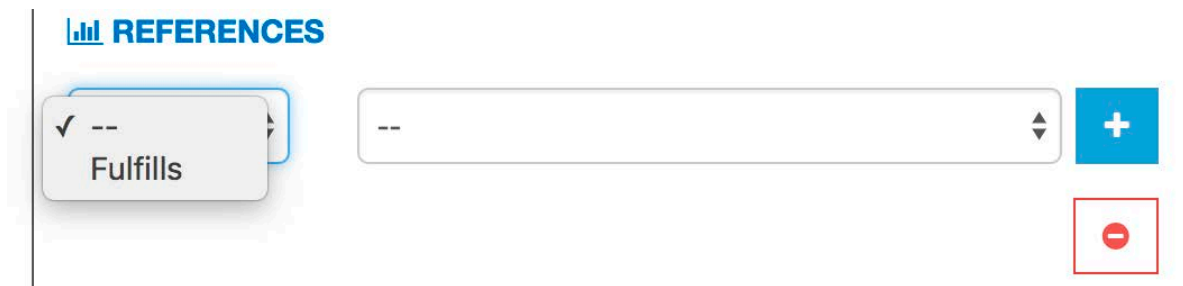 REFERENCES
✓ --
--
Fulfills